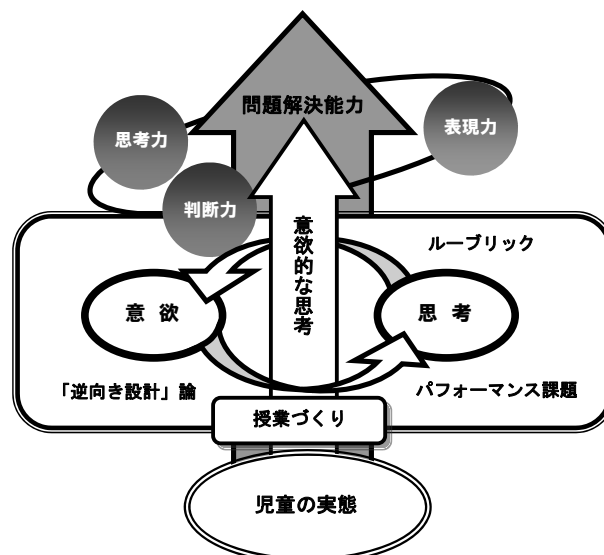 問題解決能力
思考力
表現力
判断力
意欲的な思考
ルーブリック
意 欲
思 考
「逆向き設計」論
パフォーマンス課題
授業づくり
児童の実態